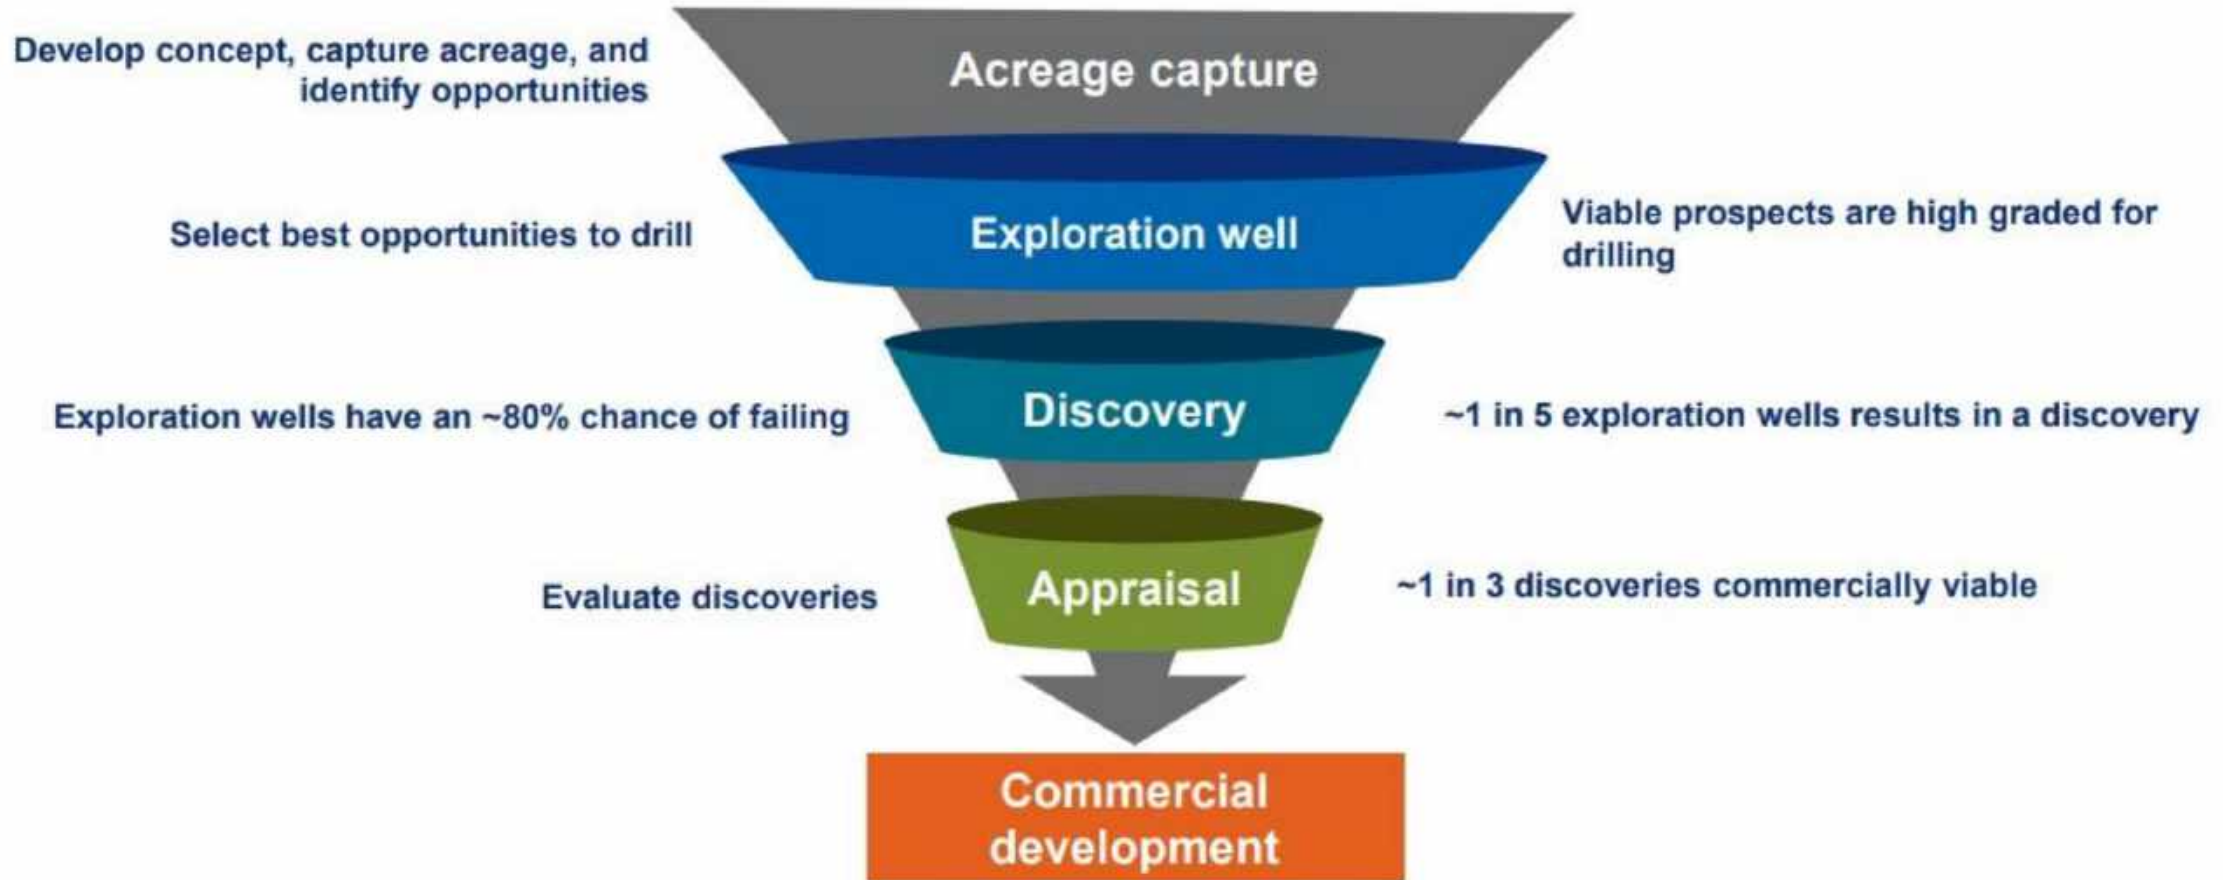 Develop concept, capture acreage, and
identify opportunities
Acreage capture
Select best opportunities to drill
Exploration well
Viable prospects are high graded for
drilling
Exploration wells have an ~80% chance of failing
Discovery
~1 in 5 exploration wells results in a discovery
Evaluate discoveries
Appraisal
~1 in 3 discoveries commercially viable
Commercial
development